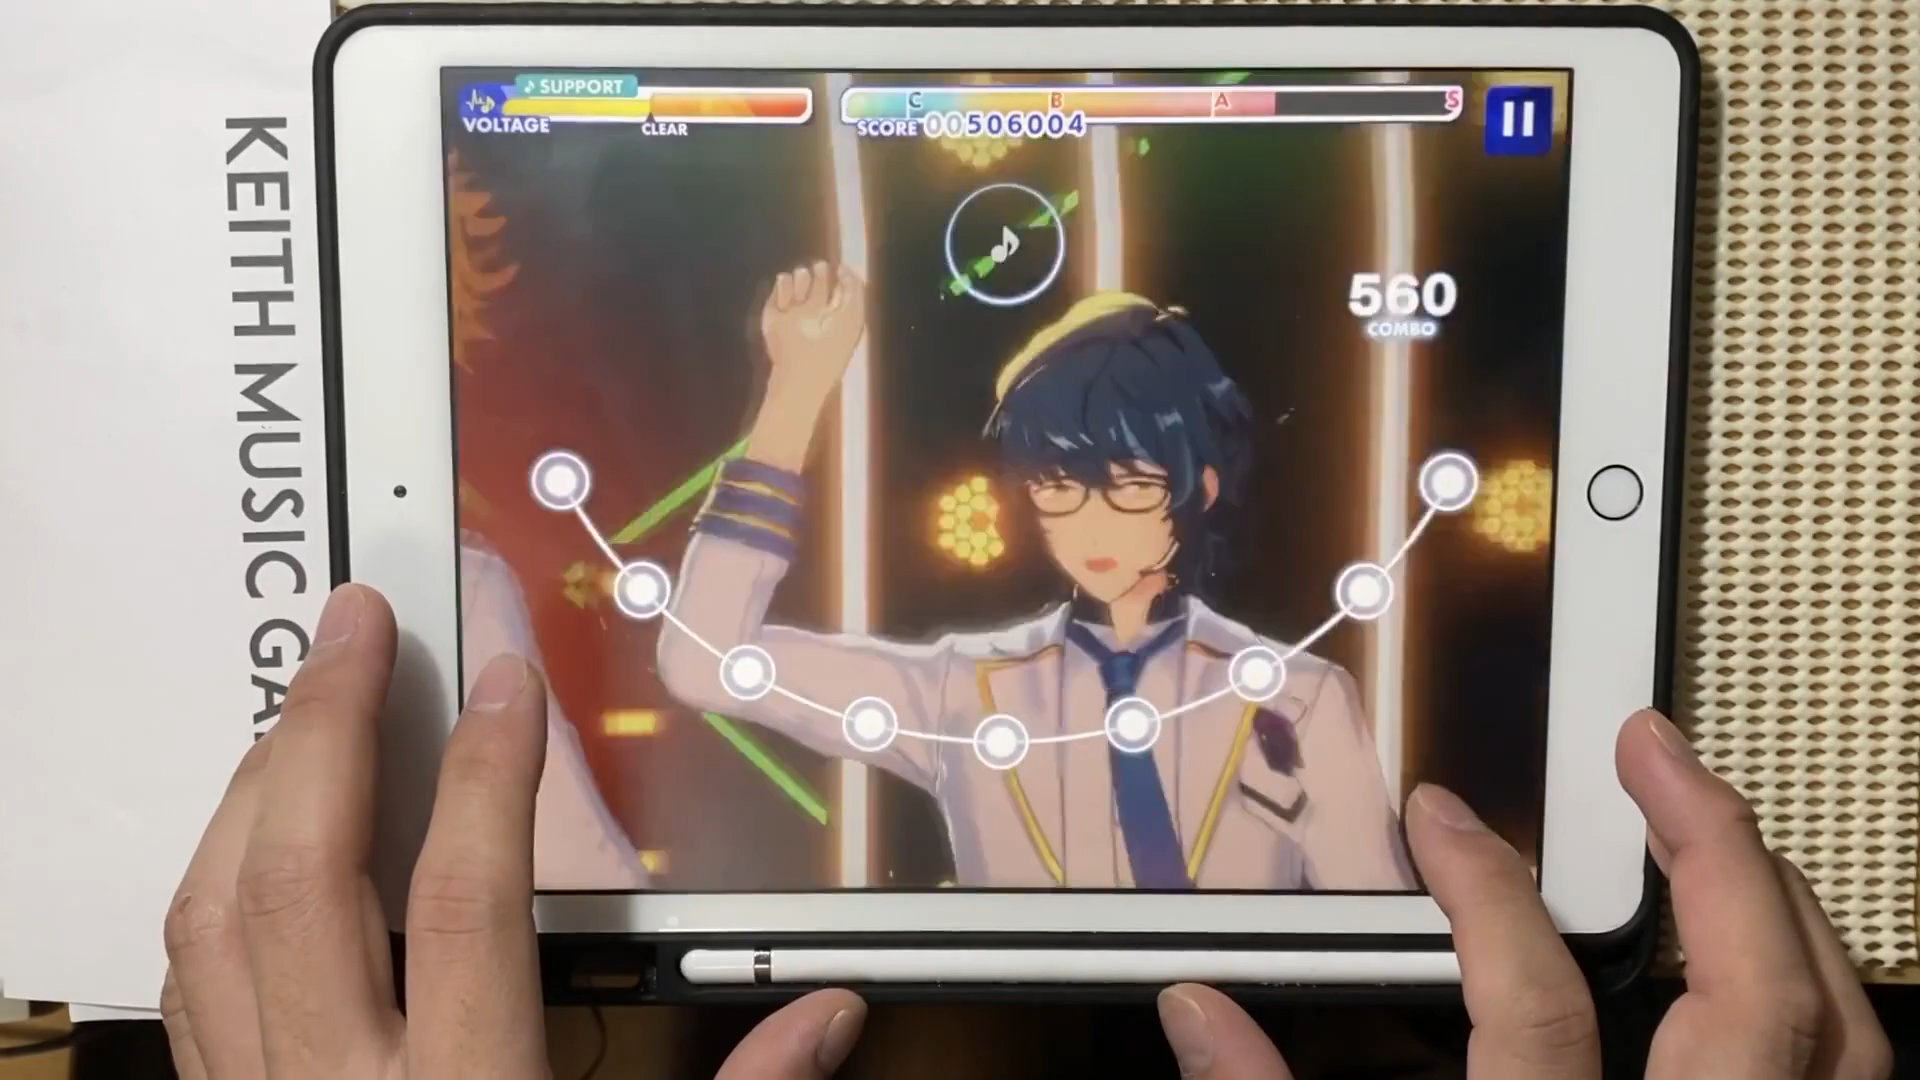 KEITH MUSIC GA
♪ SUPPORT
VOLTAGE
CLEAR
C B A S
SCORE 00506004
560
COMBO